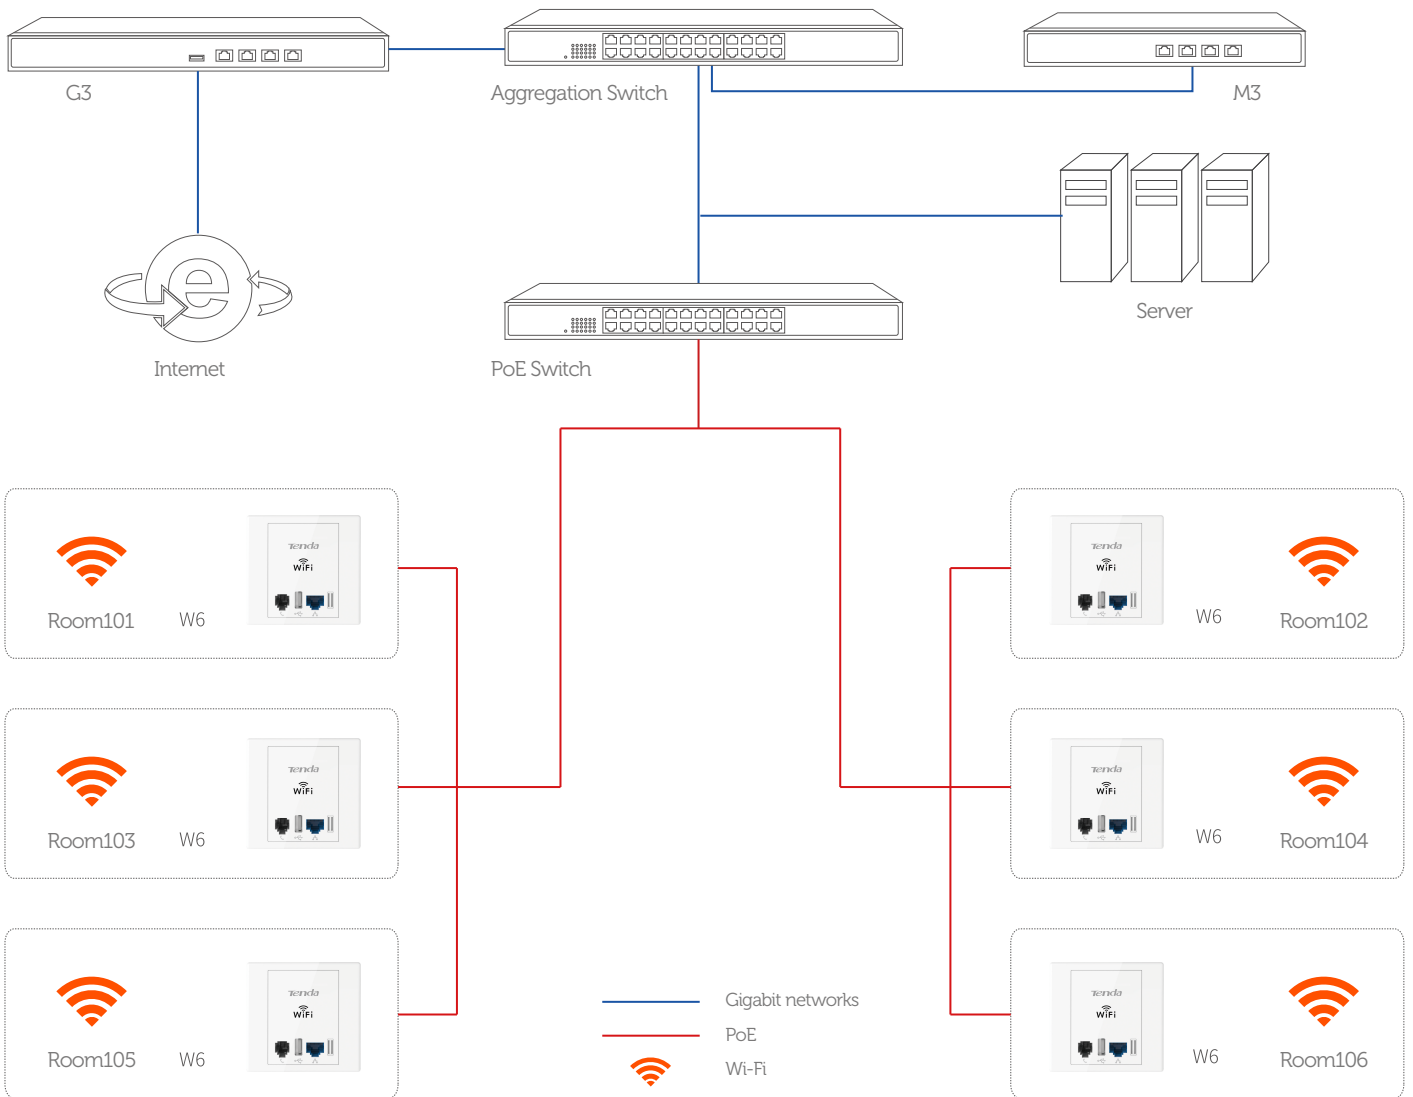 G3
Aggregation Switch
M3
Server
Internet
PoE Switch
Tenda
WiFi
Room101
W6
Tenda
WiFi
W6
Room102
Tenda
WiFi
Room103
W6
Tenda
WiFi
W6
Room104
Tenda
WiFi
Room105
W6
Gigabit networks
PoE
Wi-Fi
Tenda
WiFi
W6
Room106